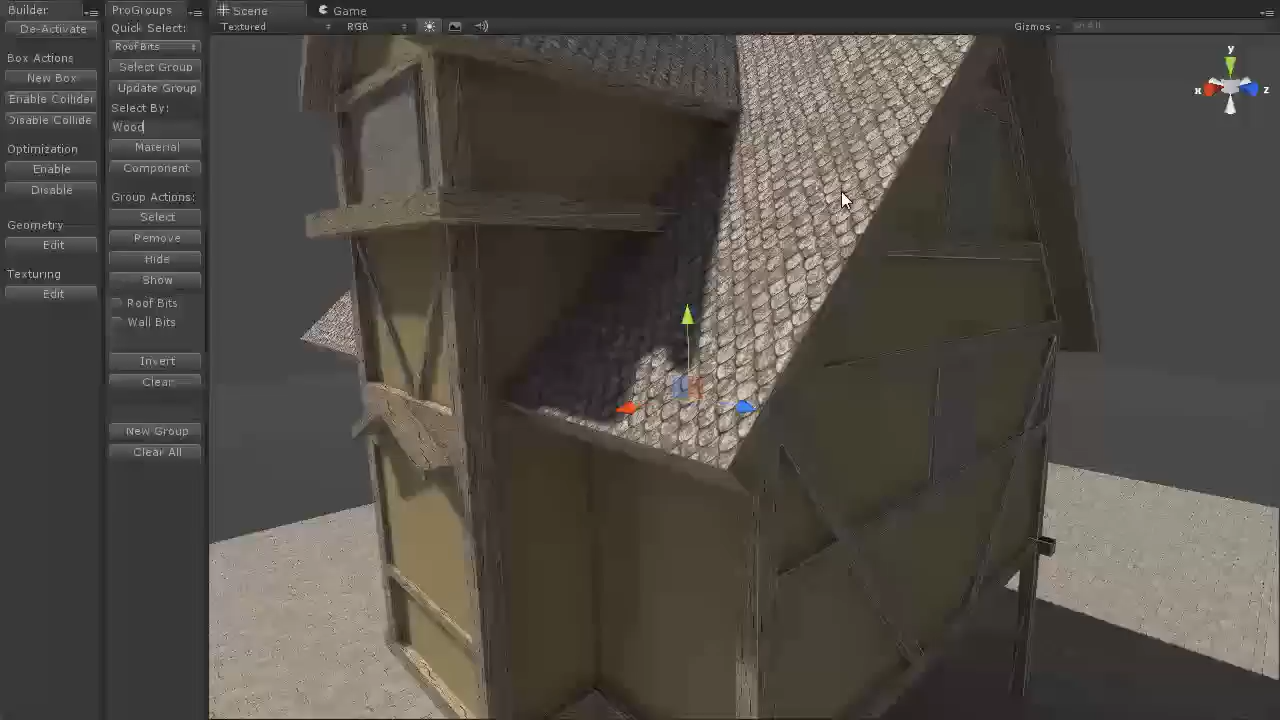 Builder
De-Activate
Box Actions
New Box
Enable Collider
Disable Collide
Optimization
Enable
Disable
Geometry
Edit
Texturing
Edit
ProGroups
Quick Select:
Roof Bits
Select Group
Update Group
Select By:
Wood
Material
Component
Group Actions:
Select
Remove
Hide
Show
Roof Bits
Wall Bits
Invert
Clear
New Group
Clear All
Scene
Game
Textured
RGB
Gizmos
y
x
z